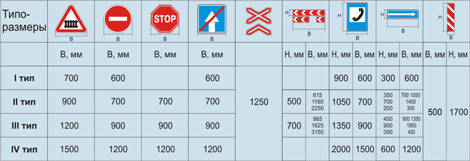 Типо-
размеры
STOP
В В В В В Н В Н В Н В Н В
В, мм В, мм В, мм В, мм В, мм Н, мм В, мм Н, мм В, мм Н, мм В, мм В, мм Н, мм
I тип 700 600 600 900 600 300 600
II тип 900 700 700 700 500 615 1160 2250 1050 700 350 700 200 700 1050 1400 300
1250 500 1700
III тип 1200 900 900 900 700 865 1625 3150 1350 900 450 900 350 900 1350 1800 450
IV тип 1500 1200 1200 1200 2000 1500 600 1200